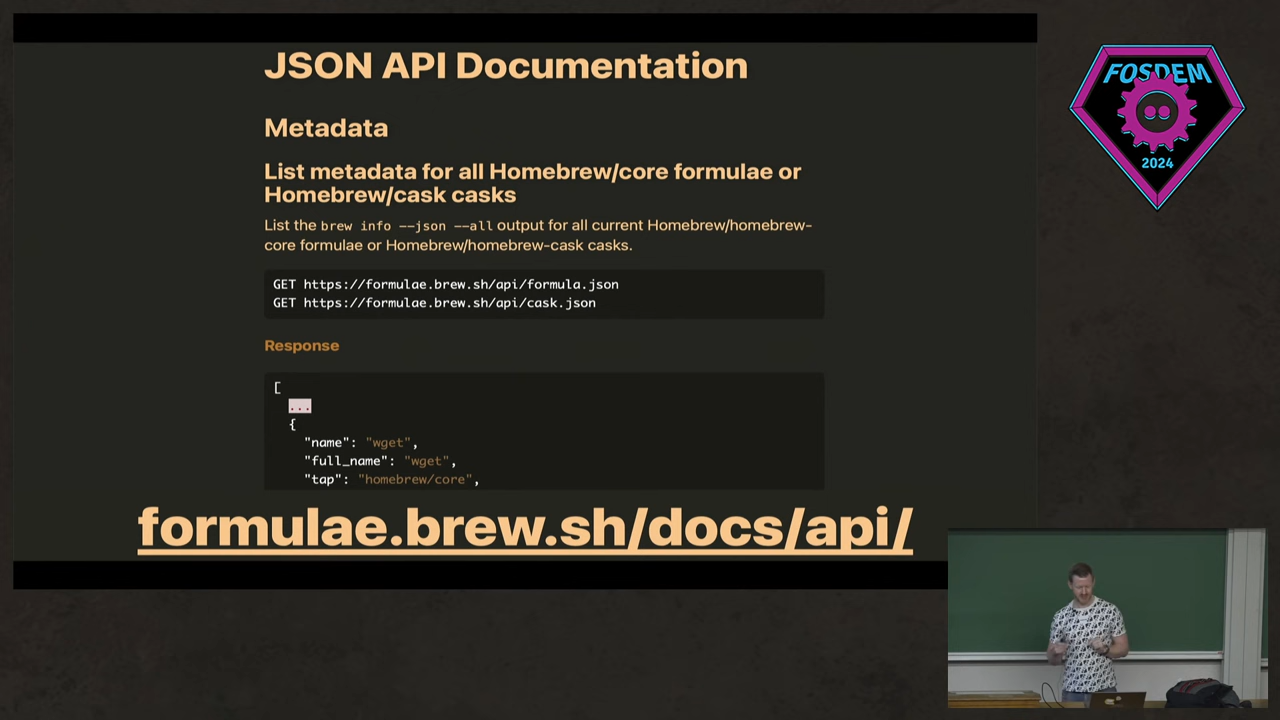 JSON API Documentation
Metadata
List metadata for all Homebrew/core formulae or
Homebrew/cask casks
List the brew info --json --all output for all current Homebrew/homebrew-
core formulae or Homebrew/homebrew-cask casks.
GET https://formulae.brew.sh/api/formula.json
GET https://formulae.brew.sh/api/cask.json
Response
[
...
{
"name": "wget",
"full_name": "wget",
"tap": "homebrew/core",
formulae.brew.sh/docs/api/
FOSDEM
2024